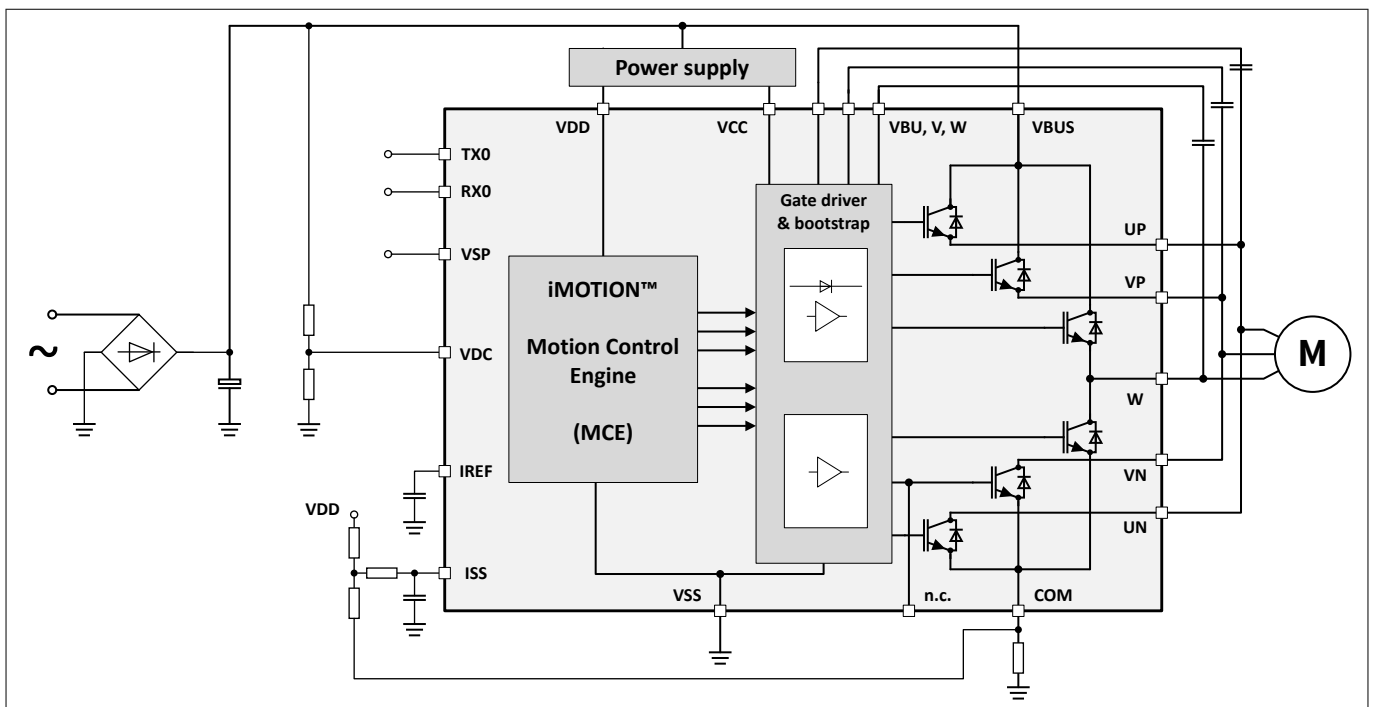 Power supply
VDD
VCC
VBU, V, W
VBUS
TX0
RX0
VSP
Gate driver
& bootstrap
UP
VP
iMOTION™
Motion Control
Engine
(MCE)
~
VDC
M
W
IREF
VN
VDD
UN
ISS
VSS
n.c.
COM